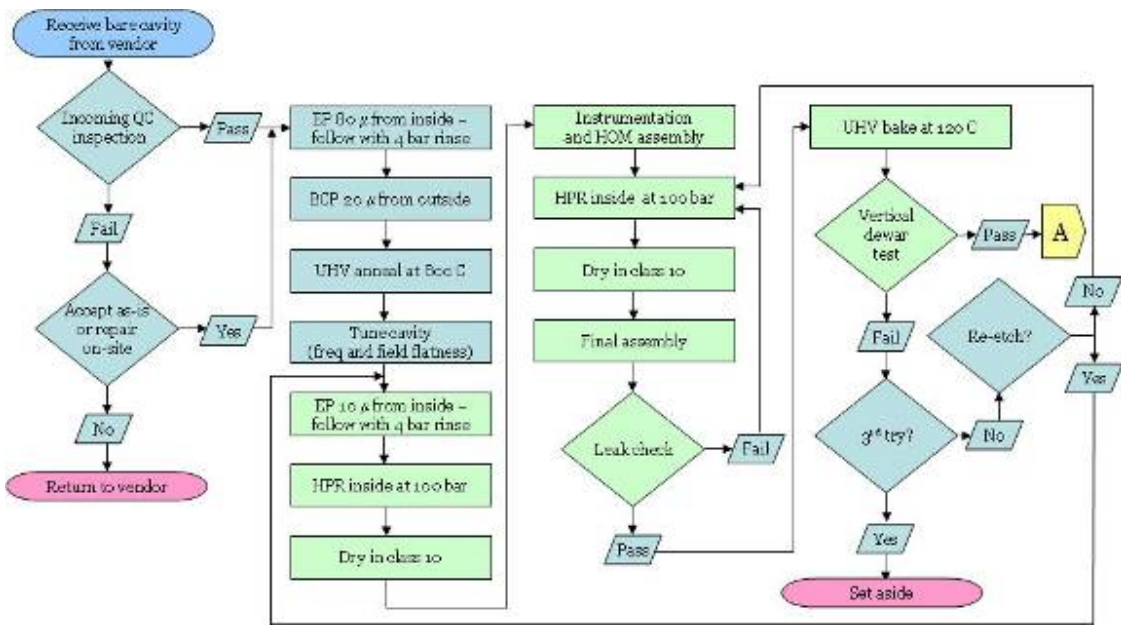 Receive bare cavity
from vendor
Incoming QC
inspection
Pass
Fail
Accept as-is
or repair
on-site
Yes
No
Return to vendor
EP 80 μ from inside –
follow with 4 bar rinse
BCP 20 μ from outside
UHV anneal at 800 C
Tune cavity
(freq and field flatness)
EP 10 μ from inside –
follow with 4 bar rinse
HPR inside at 100 bar
Dry in class 10
Instrumentation
and HOM assembly
HPR inside at 100 bar
Dry in class 10
Final assembly
Leak check
Fail
Pass
UHV bake at 120 C
Vertical
dewar
test
Pass
A
Fail
3rd try?
No
Re-etch?
No
Yes
Yes
Set aside